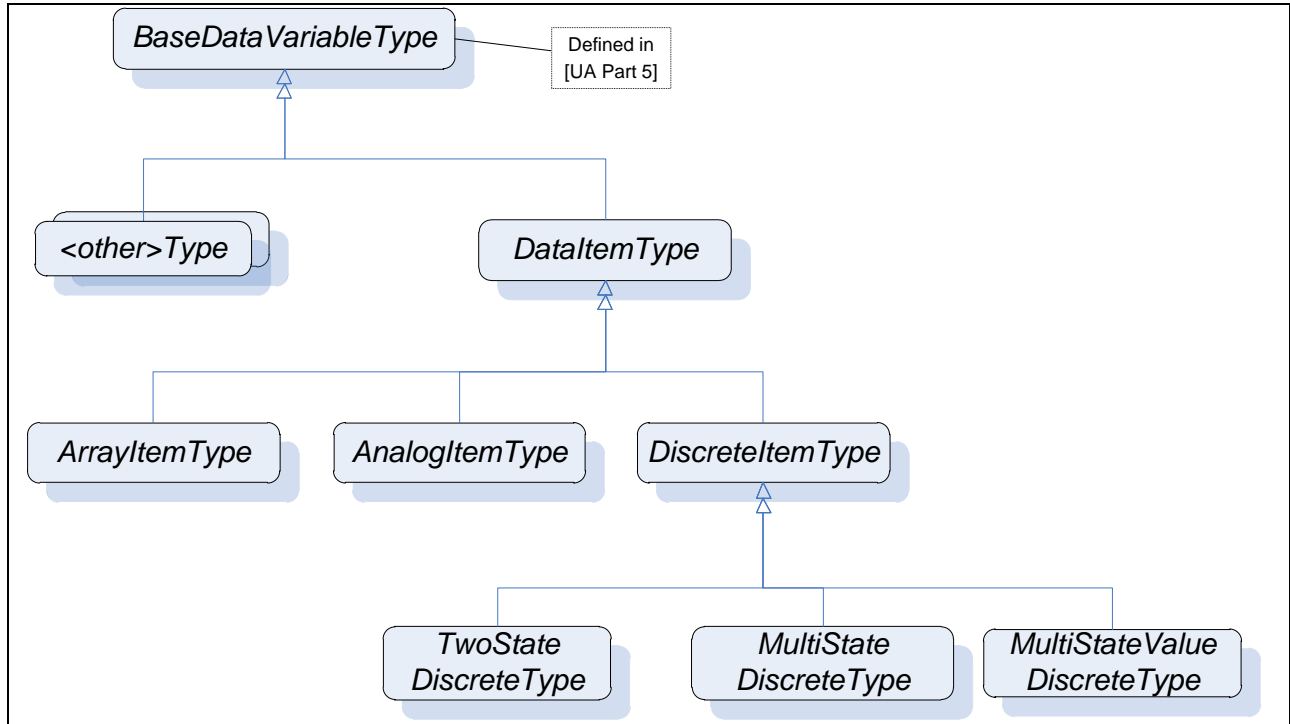 BaseDataVariableType
Defined in
[UA Part 5]
<other>Type
DataItemType
ArrayItemType
AnalogItemType
DiscreteItemType
TwoState
DiscreteType
MultiState
DiscreteType
MultiStateValue
DiscreteType